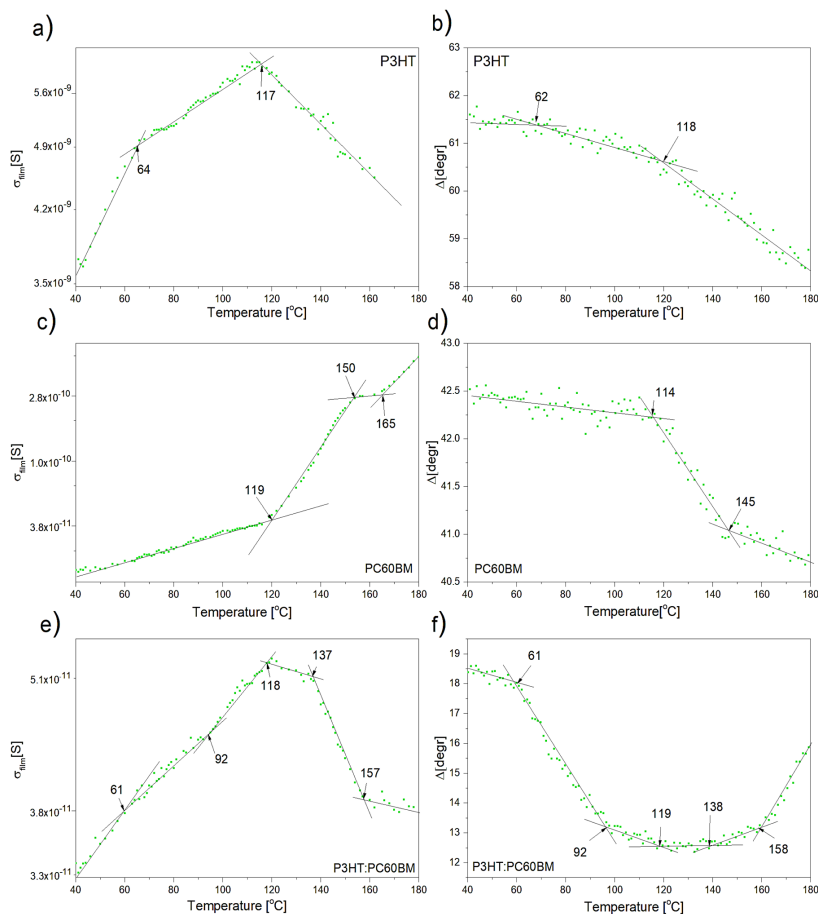 a)
P3HT
5.6x10⁻⁹
4.9x10⁻⁹
4.2x10⁻⁹
3.5x10⁻⁹
σfilm[S]
64
117
40 60 80 100 120 140 160 180
Temperature [°C]
b)
P3HT
63
62
61
60
59
58
Δ[degr]
62
118
40 60 80 100 120 140 160 180
Temperature [°C]
c)
2.8x10⁻¹⁰
1.0x10⁻¹⁰
3.8x10⁻¹¹
σfilm[S]
150
165
119
PC60BM
40 60 80 100 120 140 160 180
Temperature [°C]
d)
43.0
42.5
42.0
41.5
41.0
40.5
Δ[degr]
114
145
PC60BM
40 60 80 100 120 140 160 180
Temperature[°C]
e)
5.1x10⁻¹¹
3.8x10⁻¹¹
3.3x10⁻¹¹
σfilm[S]
137
118
92
61
157
P3HT:PC60BM
40 60 80 100 120 140 160 180
Temperature [°C]
f)
19
18
17
16
15
14
13
12
Δ[degr]
61
119
138
92
158
P3HT:PC60BM
40 60 80 100 120 140 160 180
Temperature [°C]